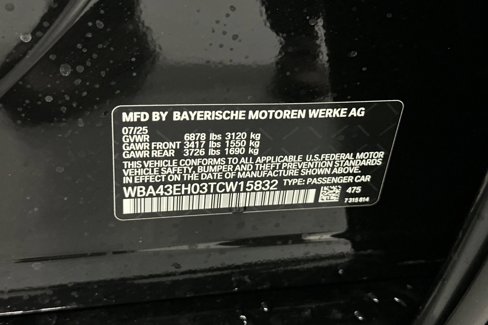 MFD BY BAYERISCHE MOTOREN WERKE AG
07/25
GVWR 6878 lbs 3120 kg
GAWR FRONT 3417 lbs 1550 kg
GAWR REAR 3726 lbs 1690 kg
THIS VEHICLE CONFORMS TO ALL APPLICABLE U.S.FEDERAL MOTOR
VEHICLE SAFETY, BUMPER AND THEFT PREVENTION STANDARDS
IN EFFECT ON THE DATE OF MANUFACTURE SHOWN ABOVE.
WBA43EH03TCW15832 TYPE: PASSENGER CAR
475
7 315 814